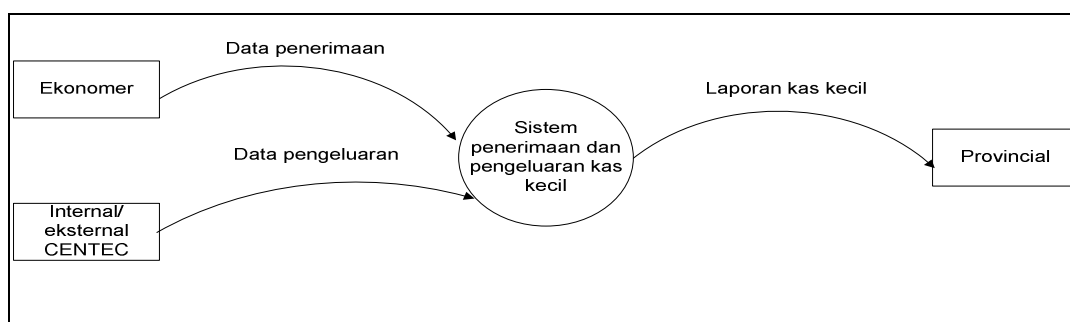 Data penerimaan
Ekonomer
Laporan kas kecil
Sistem
penerimaan dan
pengeluaran kas
kecil
Data pengeluaran
Provincial
Internal/
eksternal
CENTEC